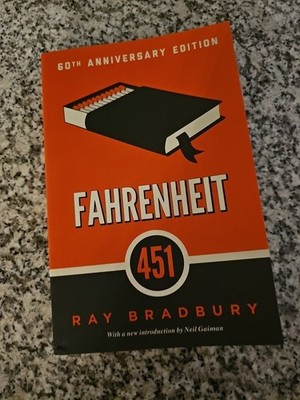 60TH ANNIVERSARY EDITION
FAHRENHEIT
451
RAY BRADBURY
With a new introduction by Neil Gaiman